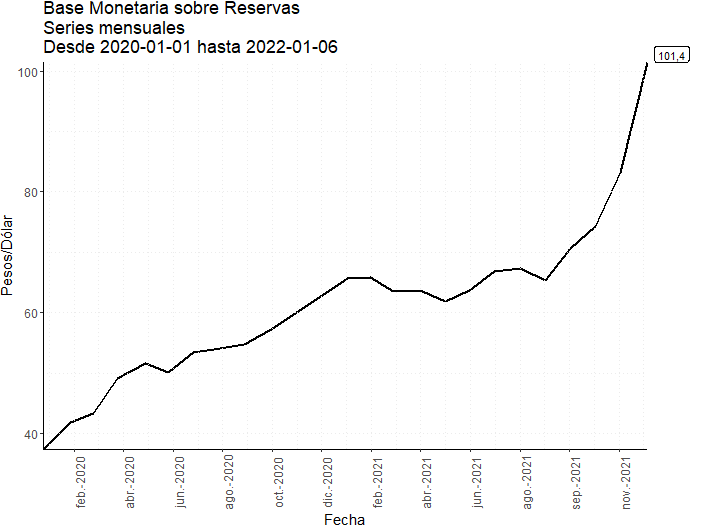 Base Monetaria sobre Reservas
Series mensuales
Desde 2020-01-01 hasta 2022-01-06
101,4
100
80
60
40
Pesos/Dólar
feb.-2020
abr.-2020
jun.-2020
ago.-2020
oct.-2020
dic.-2020
feb.-2021
abr.-2021
jun.-2021
ago.-2021
sep.-2021
nov.-2021
Fecha